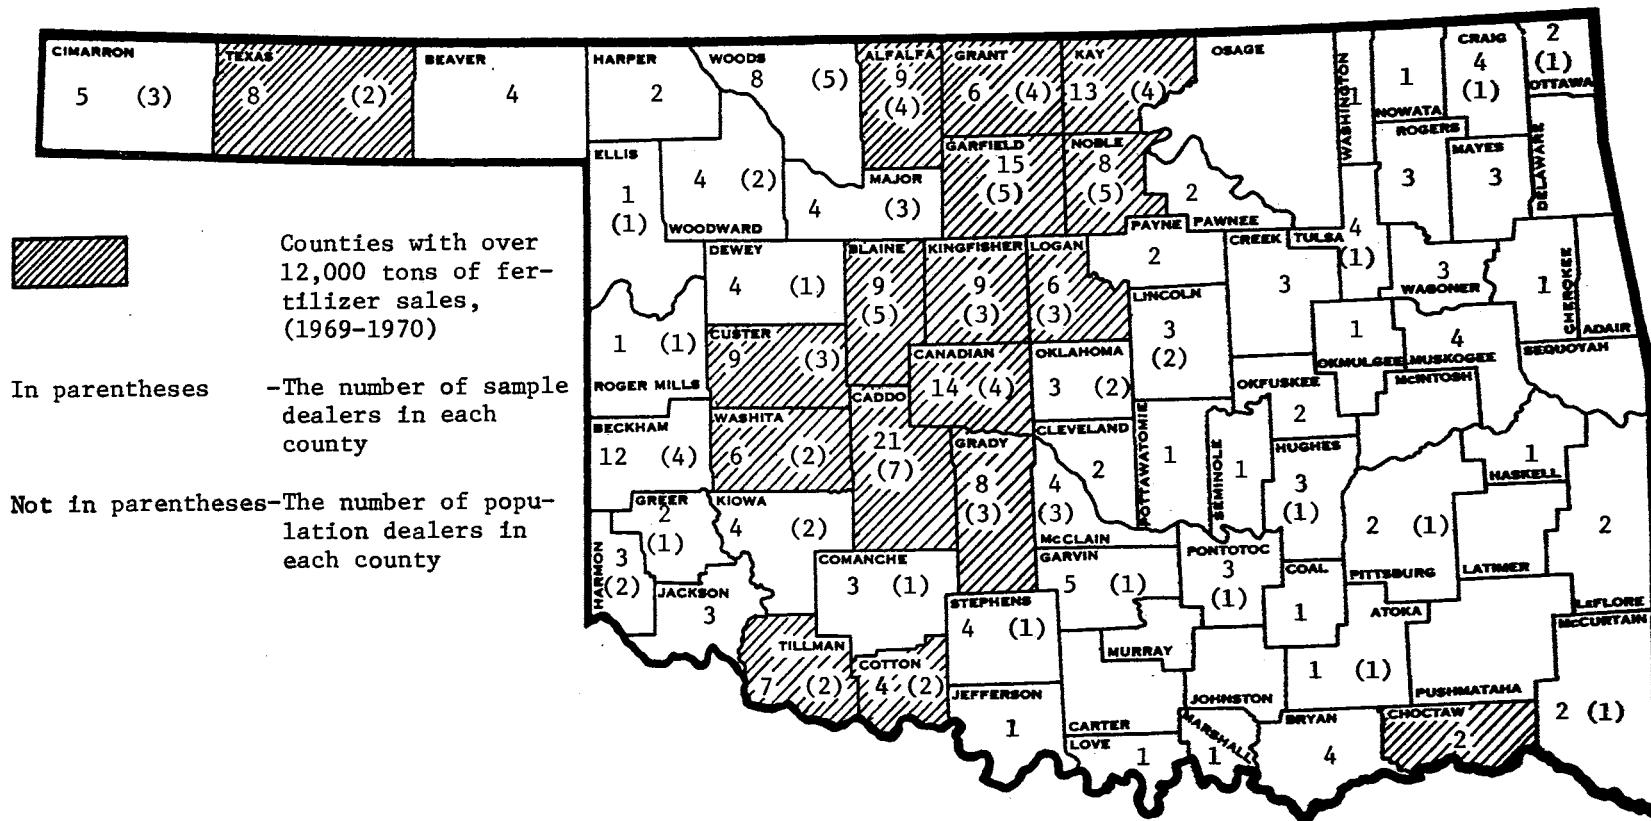 CIMARRON
5 (3)
TEXAS
8 (2)
BEAVER
4
HARPER
2
WOODS
8 (5)
ALFALFA
9
(4)
GRANT
6 (4)
KAY
13 (4)
OSAGE
WASHINGTON
1
1
NOWATA
CRAIG
4
(1)
2
(1)
OTTAWA
ROGERS
3
MAYES
3
DELAWARE
ELLIS
1
(1)
4 (2)
WOODWARD
MAJOR
4 (3)
GARFIELD
15
(5)
NOBLE
8
(5)
2
PAWNEE
PAYNE
2
CREEK
3
TULSA
4
(1)
3
WAGONER
1
CHEROKEE
ADAIR
Counties with over
12,000 tons of fer-
tilizer sales,
(1969-1970)
DEWEY
4 (1)
BLAINE
9
(5)
KINGFISHER
9
(3)
LOGAN
6
(3)
LINCOLN
3
(2)
1
OKMULGEE
4
MUSKOGEE
SEQUOYAH
1 (1)
ROGER MILLS
CUSTER
9 (3)
CANADIAN
14 (4)
OKLAHOMA
3 (2)
OKFUSKEE
2
McINTOSH
In parentheses -The number of sample
dealers in each
county
BECKHAM
12 (4)
WASHITA
6 (2)
CADDO
21
(7)
GRADY
8
(3)
CLEVELAND
2
POTTAWATOMIE
1
SEMINOLE
1
HUGHES
3
(1)
1
HASKELL
Not in parentheses-The number of popu-
lation dealers in
each county
GREER
2
(1)
KIOWA
4 (2)
4
(3)
McCLAIN
2 (1)
PITTSBURG
LATIMER
2
LeFLORE
HARMON
3
(2)
JACKSON
3
COMANCHE
3 (1)
GARVIN
5 (1)
PONTOTOC
3
(1)
COAL
1
ATOKA
1 (1)
McCURTAIN
2 (1)
STEPHENS
4 (1)
MURRAY
TILLMAN
7 (2)
COTTON
4 (2)
JEFFERSON
1
CARTER
JOHNSTON
PUSHMATAHA
LOVE
1
MARSHALL
1
BRYAN
4
CHOCTAW
2